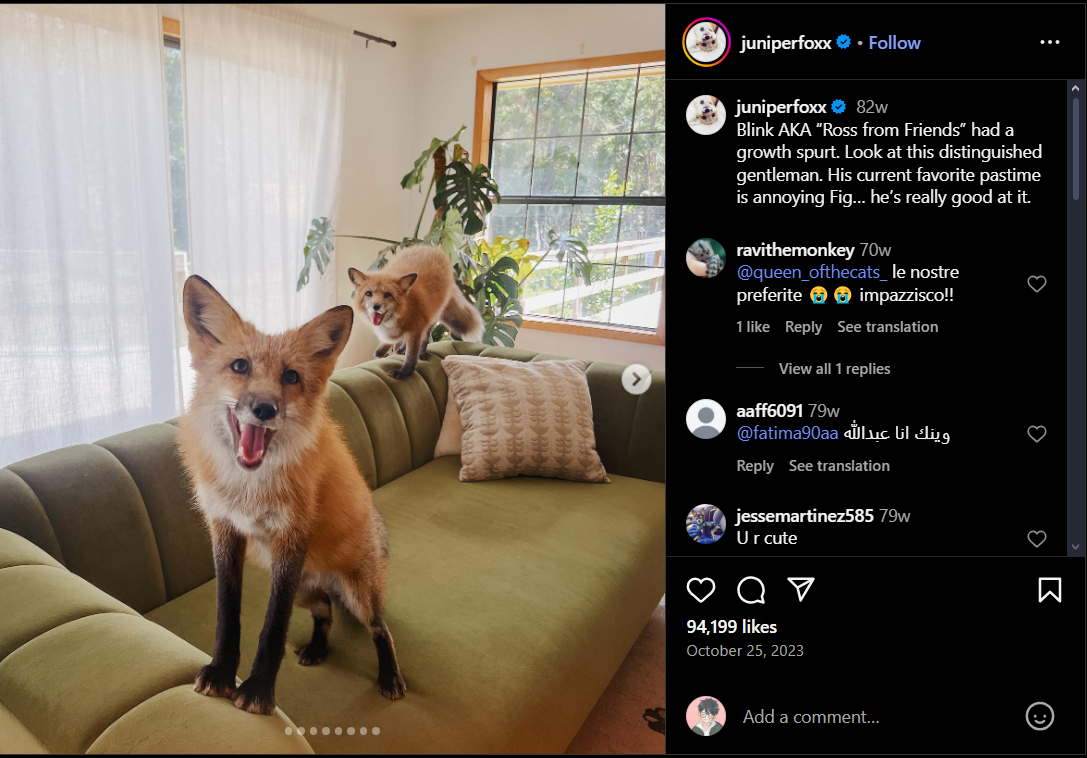 juniperfoxx • Follow
juniperfoxx 82w
Blink AKA “Ross from Friends” had a
growth spurt. Look at this distinguished
gentleman. His current favorite pastime
is annoying Fig... he’s really good at it.
ravithemonkey 70w
@queen_ofthecats_ le nostre
preferite 😭 😭 impazzisco!!
1 like Reply See translation
View all 1 replies
aaff6091 79w
@fatima90aa وينك انا عبدالله
Reply See translation
jessemartinez585 79w
U r cute
94,199 likes
October 25, 2023
Add a comment...